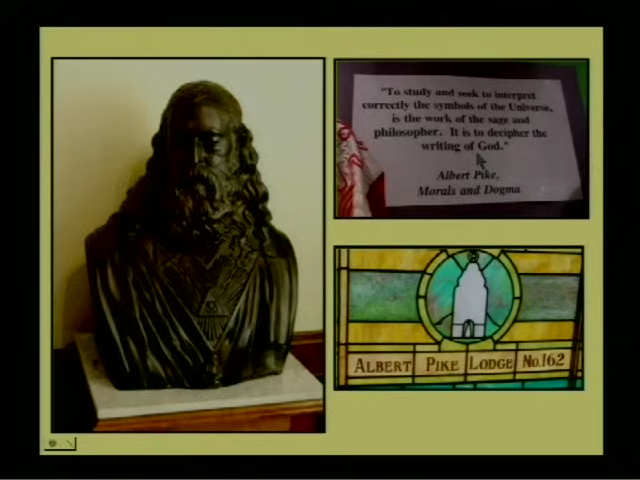 "To study and seek to interpret
correctly the symbols of the Universe,
is the work of the sage and
philosopher. It is to decipher the
writing of God."
Albert Pike,
Morals and Dogma
ALBERT PIKE LODGE No.162